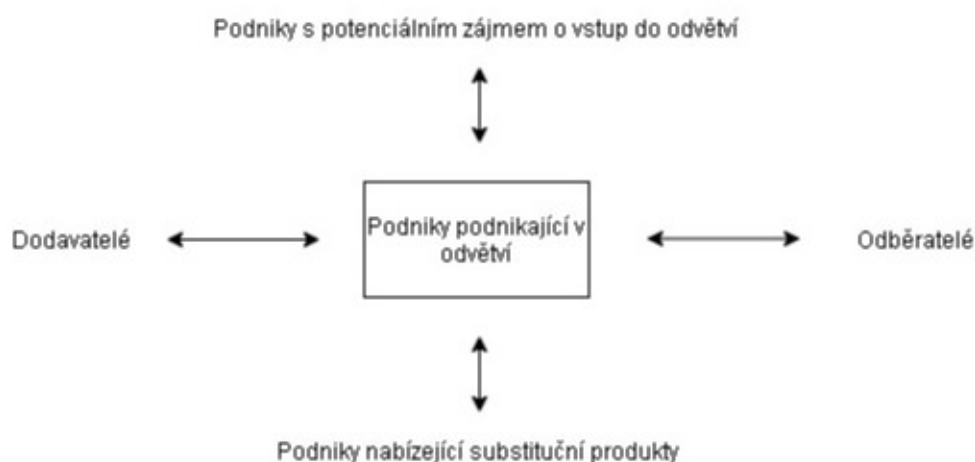 Podniky s potenciálním zájmem o vstup do odvětví
Dodavatelé
Podniky podnikající v
odvětví
Odběratelé
Podniky nabízející substituční produkty